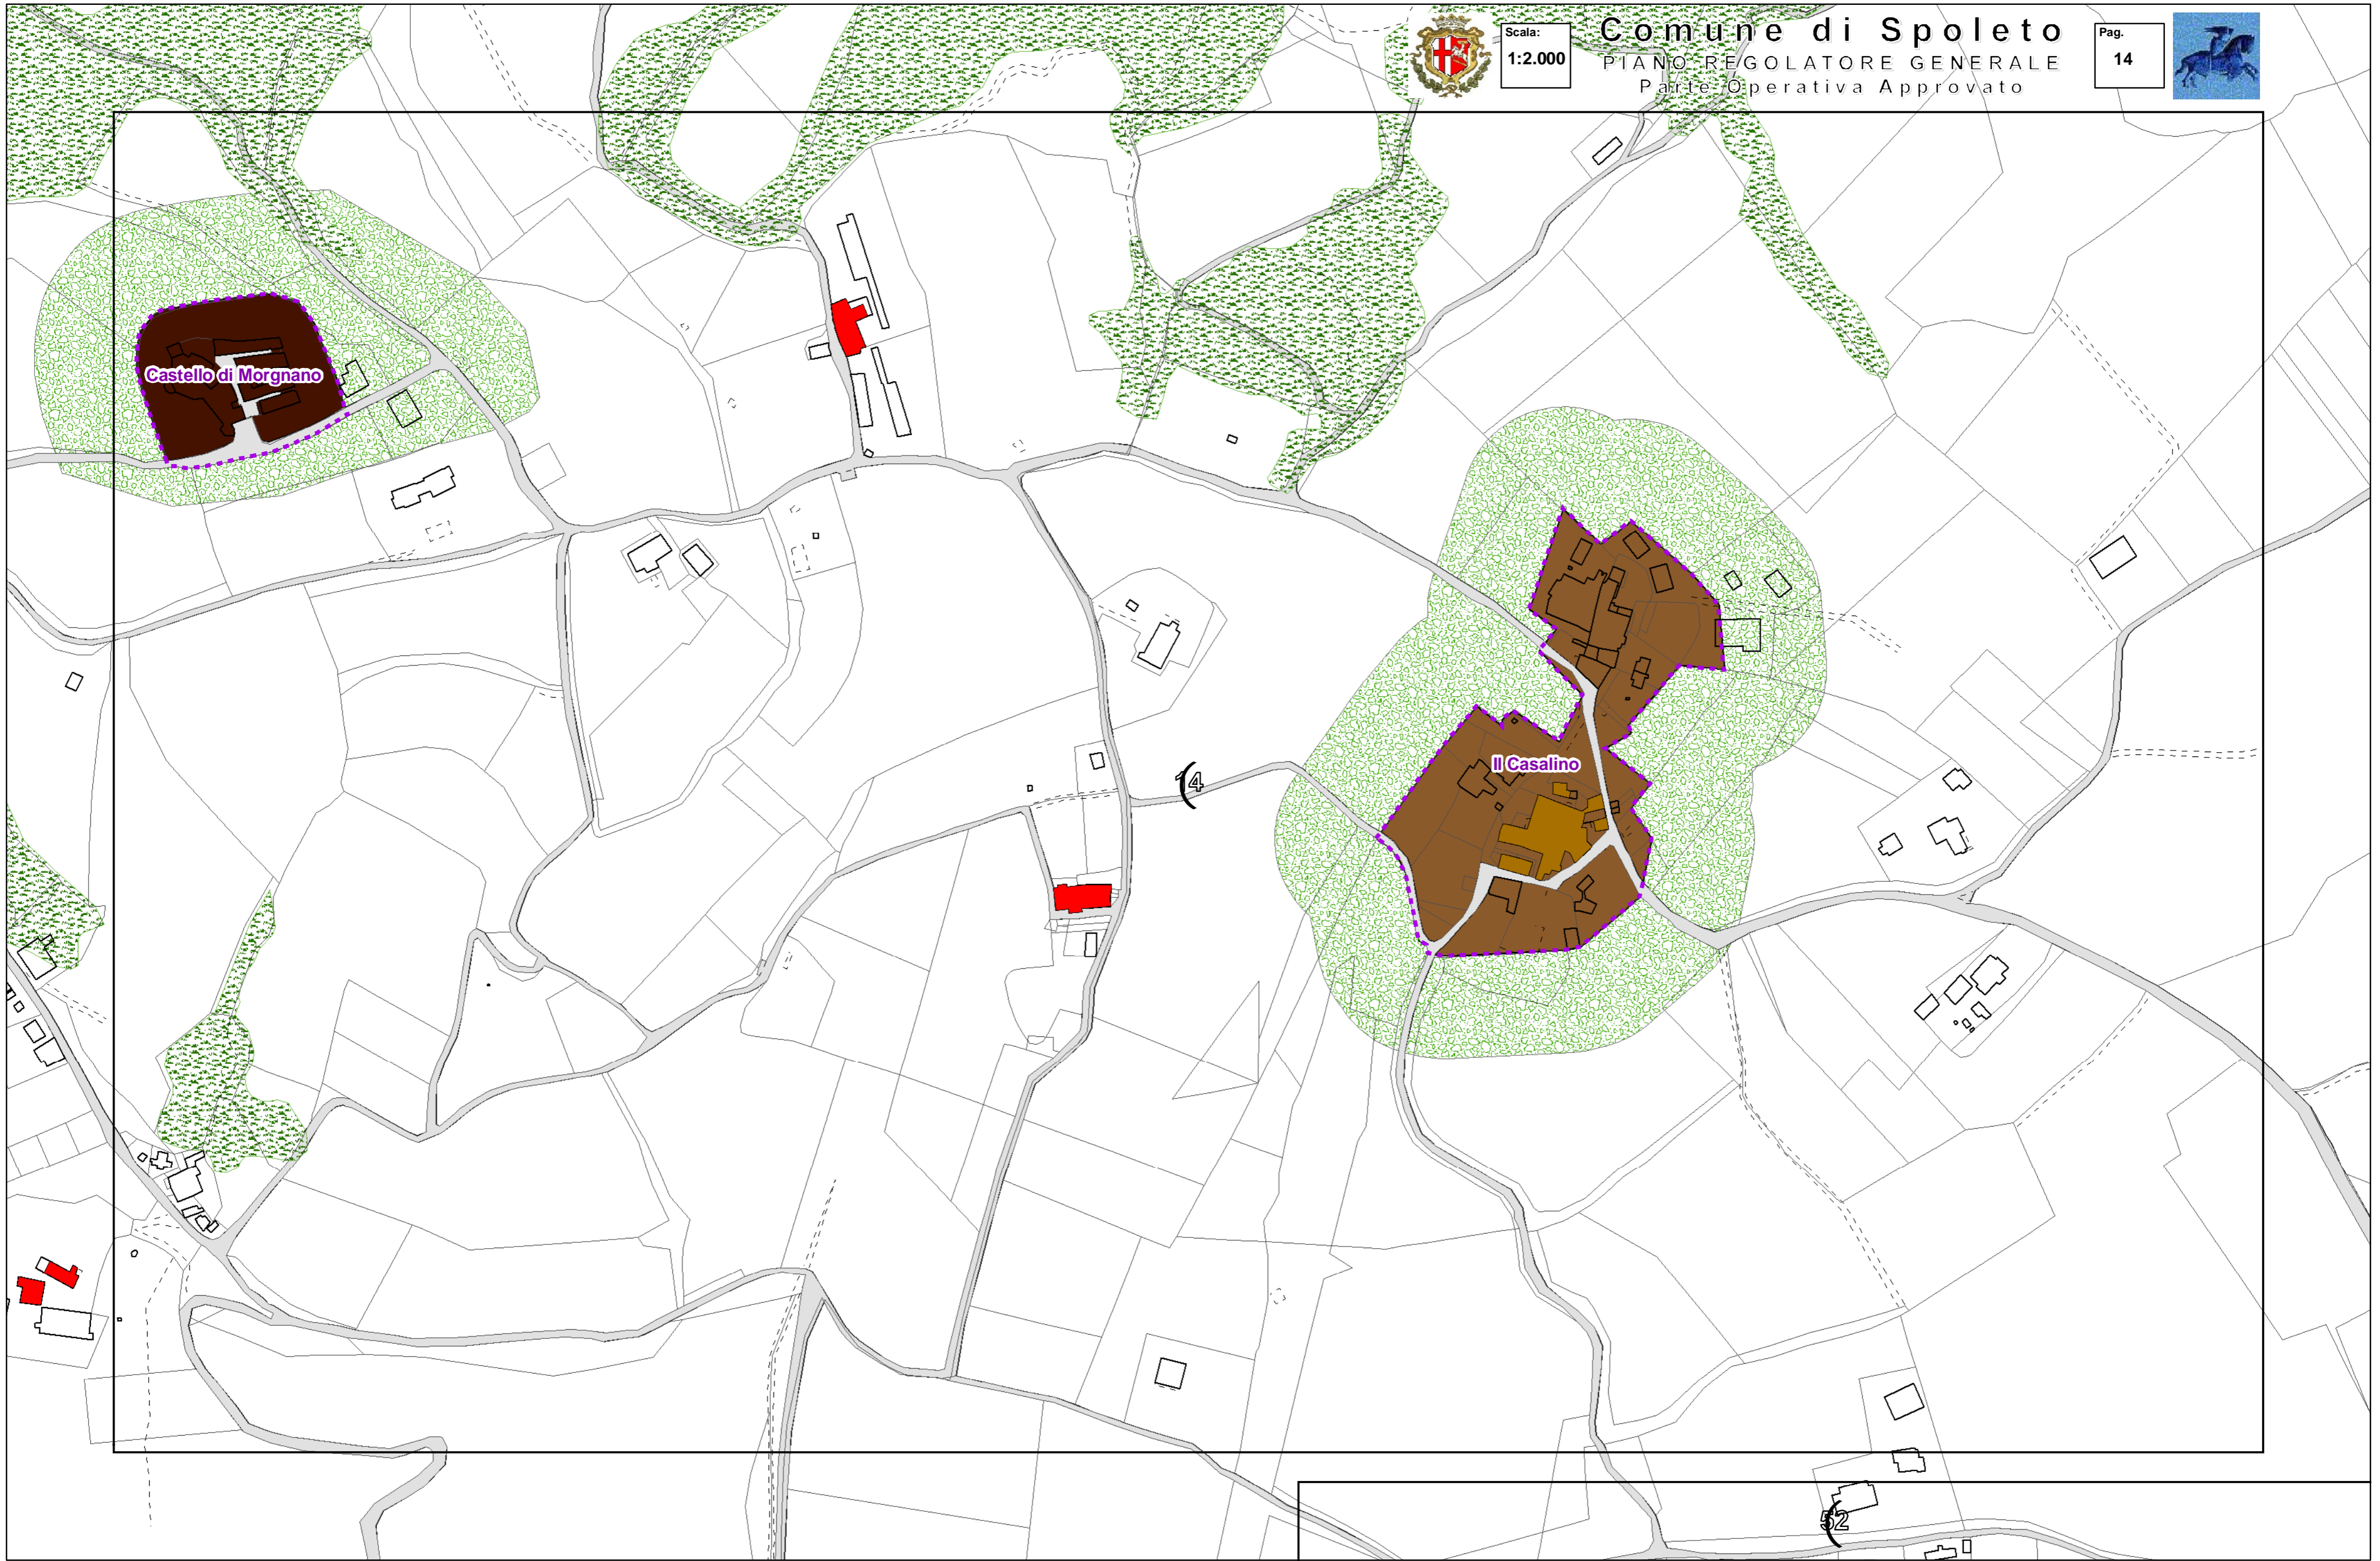 Scala:
1:2.000
Comune di Spoleto
PIANO REGOLATORE GENERALE
Parte Operativa Approvato
Pag.
14
Castello di Morgnano
Il Casalino
14
52